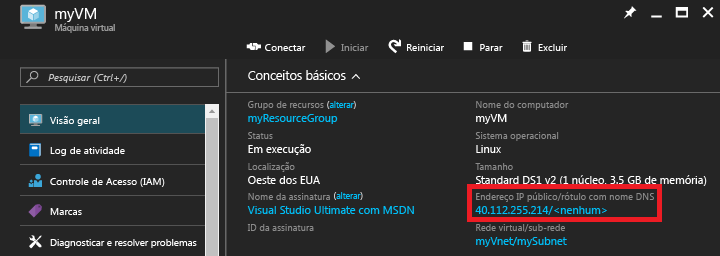 myVM
Máquina virtual
Conectar
Iniciar
Reiniciar
Parar
Excluir
Pesquisar (Ctrl+/)
Visão geral
Log de atividade
Controle de Acesso (IAM)
Marcas
Diagnosticar e resolver problemas
Conceitos básicos
Grupo de recursos (alterar)
myResourceGroup
Status
Em execução
Localização
Oeste dos EUA
Nome da assinatura (alterar)
Visual Studio Ultimate com MSDN
ID da assinatura
Nome do computador
myVM
Sistema operacional
Linux
Tamanho
Standard DS1 v2 (1 núcleo, 3,5 GB de memória)
Endereço IP público/rótulo com nome DNS
40.112.255.214/<nenhum>
Rede virtual/sub-rede
myVnet/mySubnet